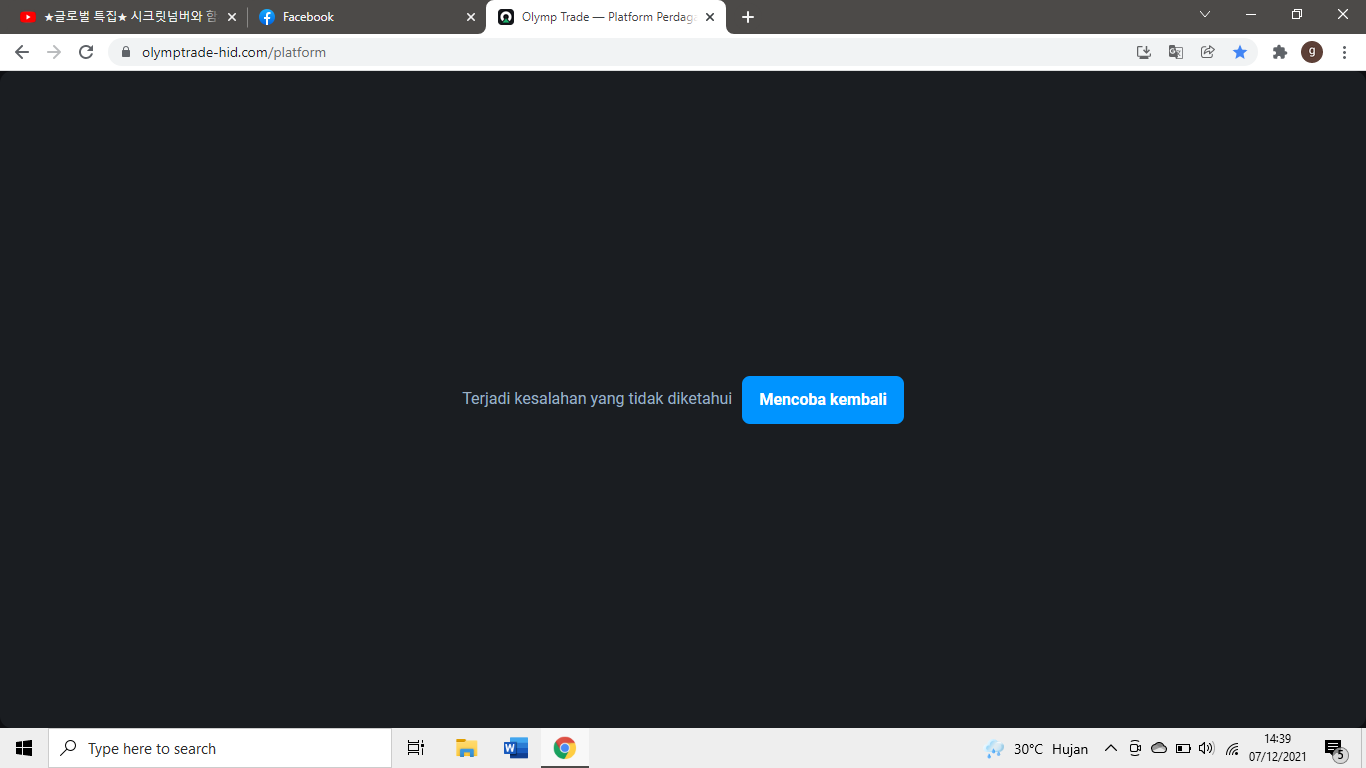 ★글로벌 특집★ 시크릿넘버와 함
Facebook
Olymp Trade — Platform Perdaga
olymptrade-hid.com/platform
g
Terjadi kesalahan yang tidak diketahui
Mencoba kembali
Type here to search
30°C Hujan
14:39
07/12/2021
5